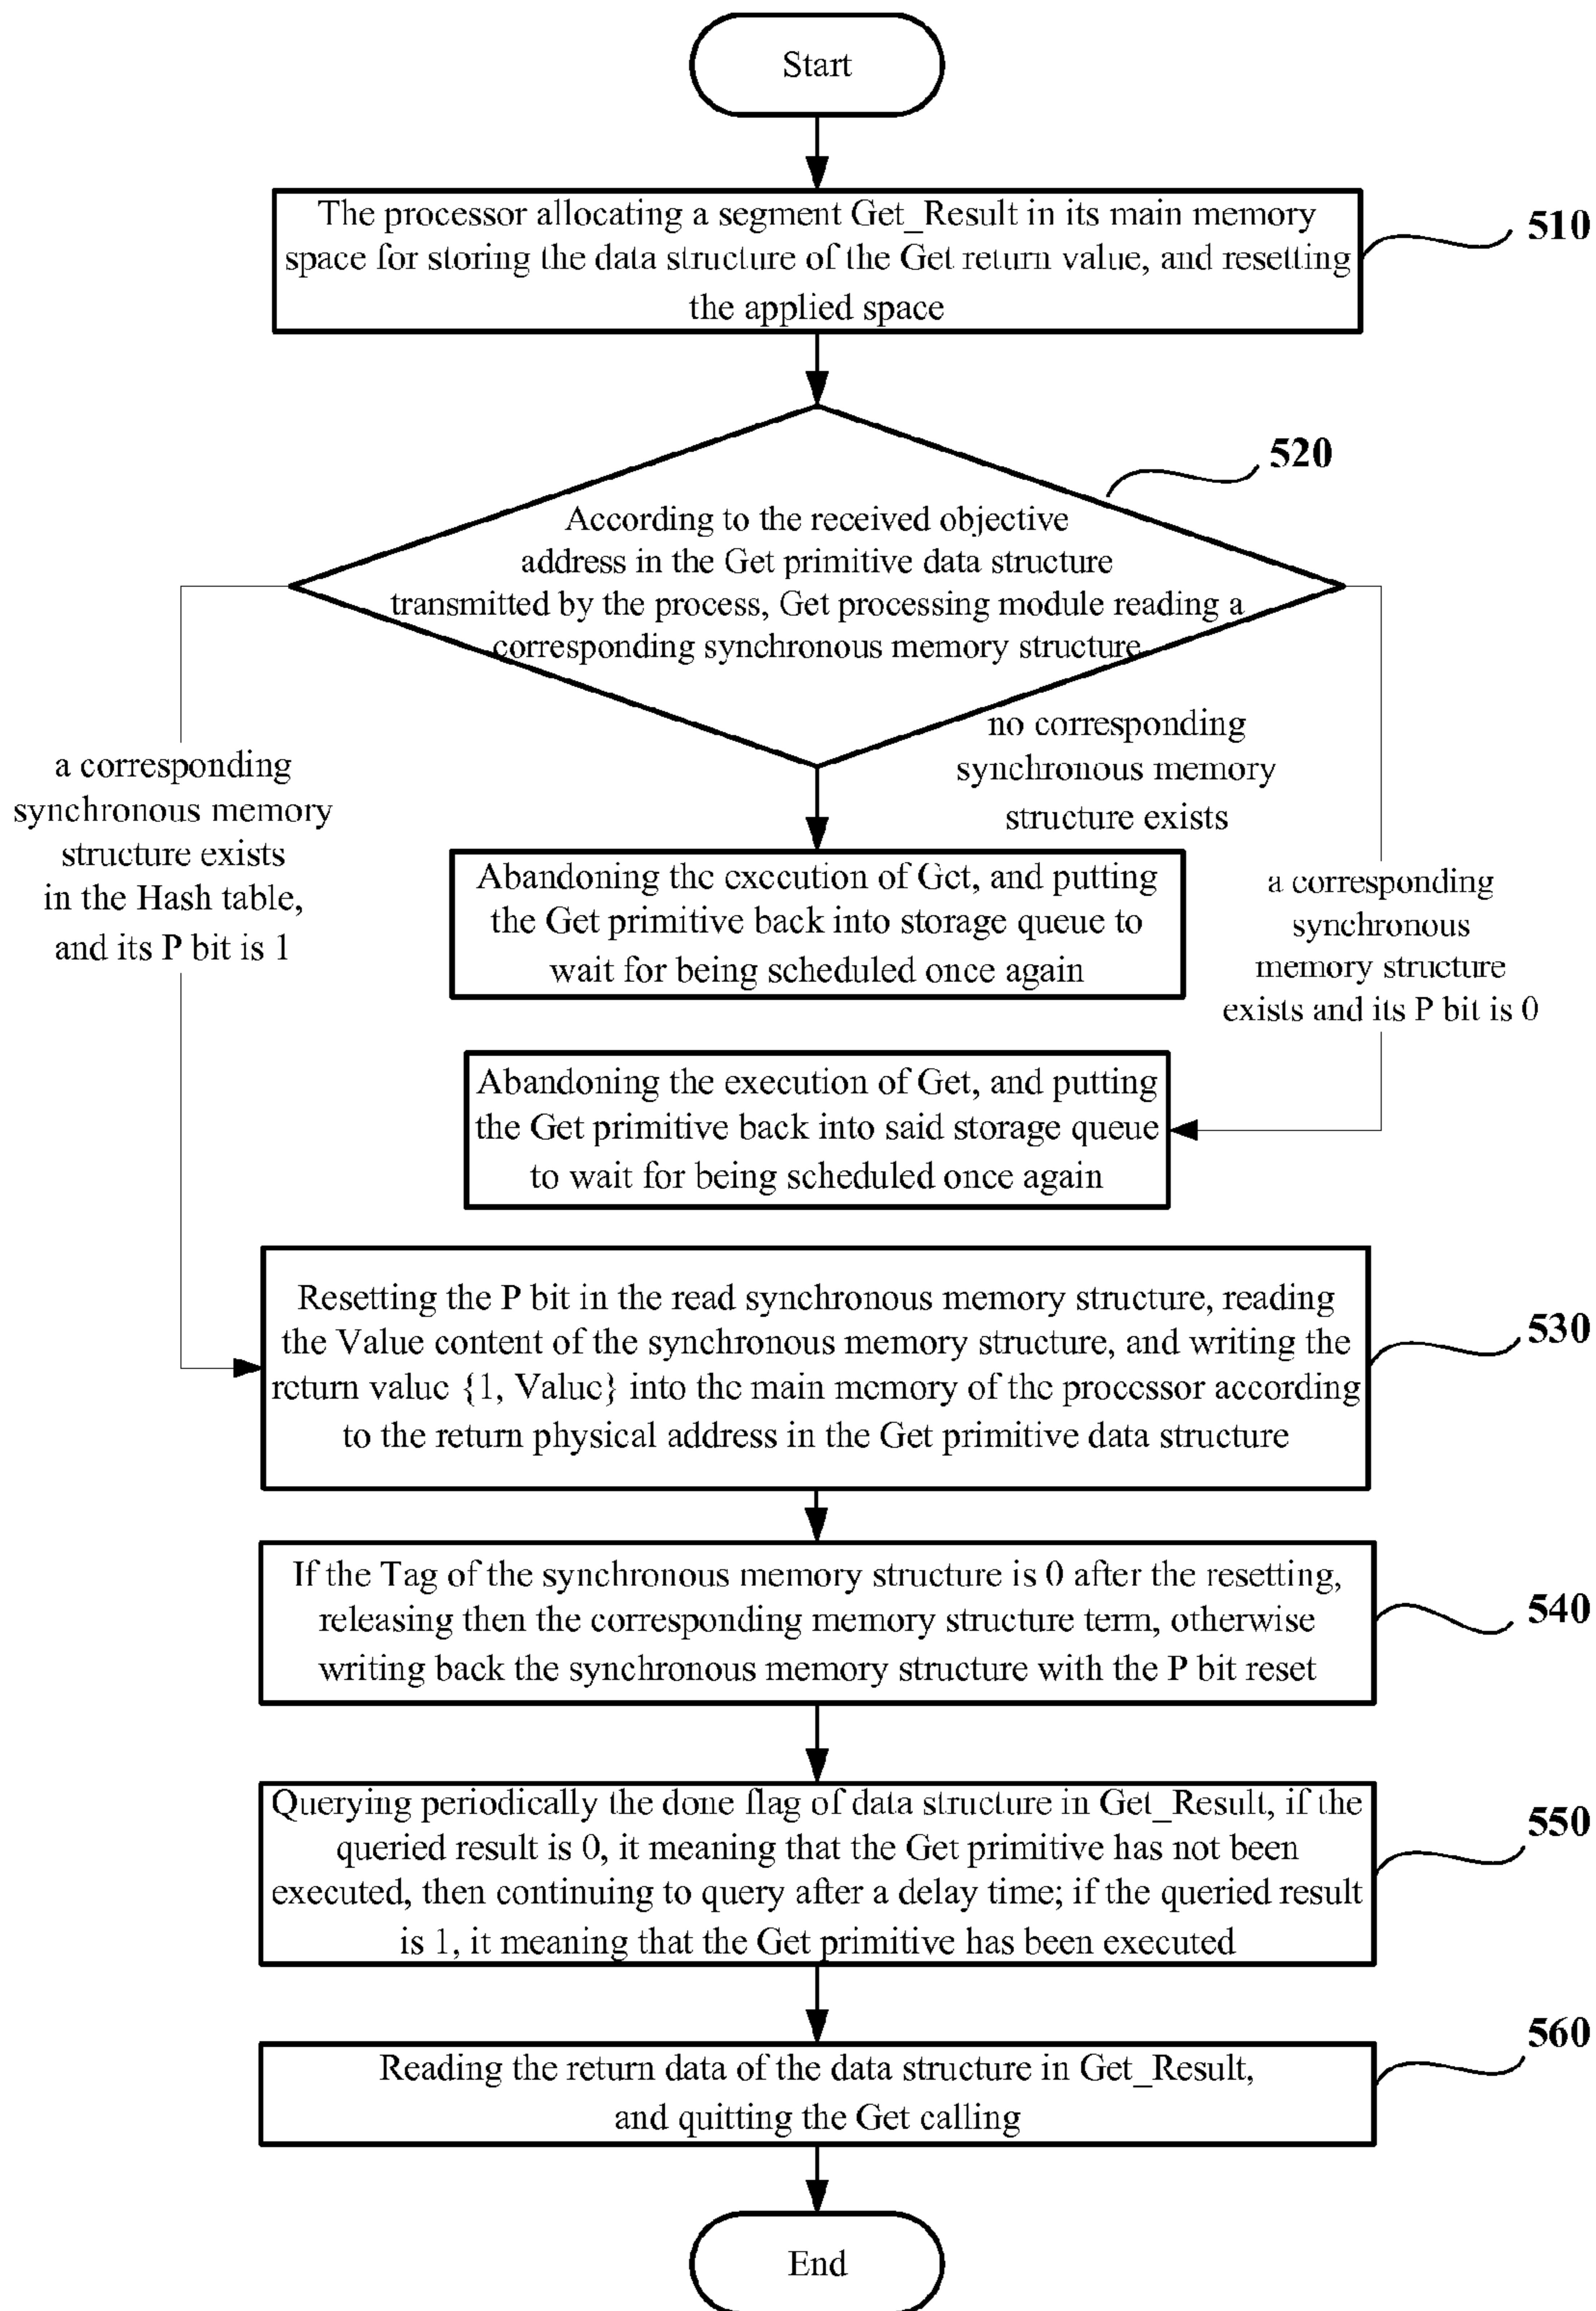 Start
The processor allocating a segment Get_Result in its main memory
space for storing the data structure of the Get return value, and resetting
the applied space
510
520
According to the received objective
address in the Get primitive data structure
transmitted by the process, Get processing module reading a
corresponding synchronous memory structure
no corresponding
synchronous memory
structure exists
a corresponding
synchronous memory
structure exists
in the Hash table,
and its P bit is 1
Abandoning the execution of Get, and putting
the Get primitive back into storage queue to
wait for being scheduled once again
a corresponding
synchronous
memory structure
exists and its P bit is 0
Abandoning the execution of Get, and putting
the Get primitive back into said storage queue
to wait for being scheduled once again
Resetting the P bit in the read synchronous memory structure, reading
the Value content of the synchronous memory structure, and writing the
return value {1, Value} into the main memory of the processor according
to the return physical address in the Get primitive data structure
530
If the Tag of the synchronous memory structure is 0 after the resetting,
releasing then the corresponding memory structure term, otherwise
writing back the synchronous memory structure with the P bit reset
540
Querying periodically the done flag of data structure in Get_Result, if the
queried result is 0, it meaning that the Get primitive has not been
executed, then continuing to query after a delay time; if the queried result
is 1, it meaning that the Get primitive has been executed
550
Reading the return data of the data structure in Get_Result,
and quitting the Get calling
560
End